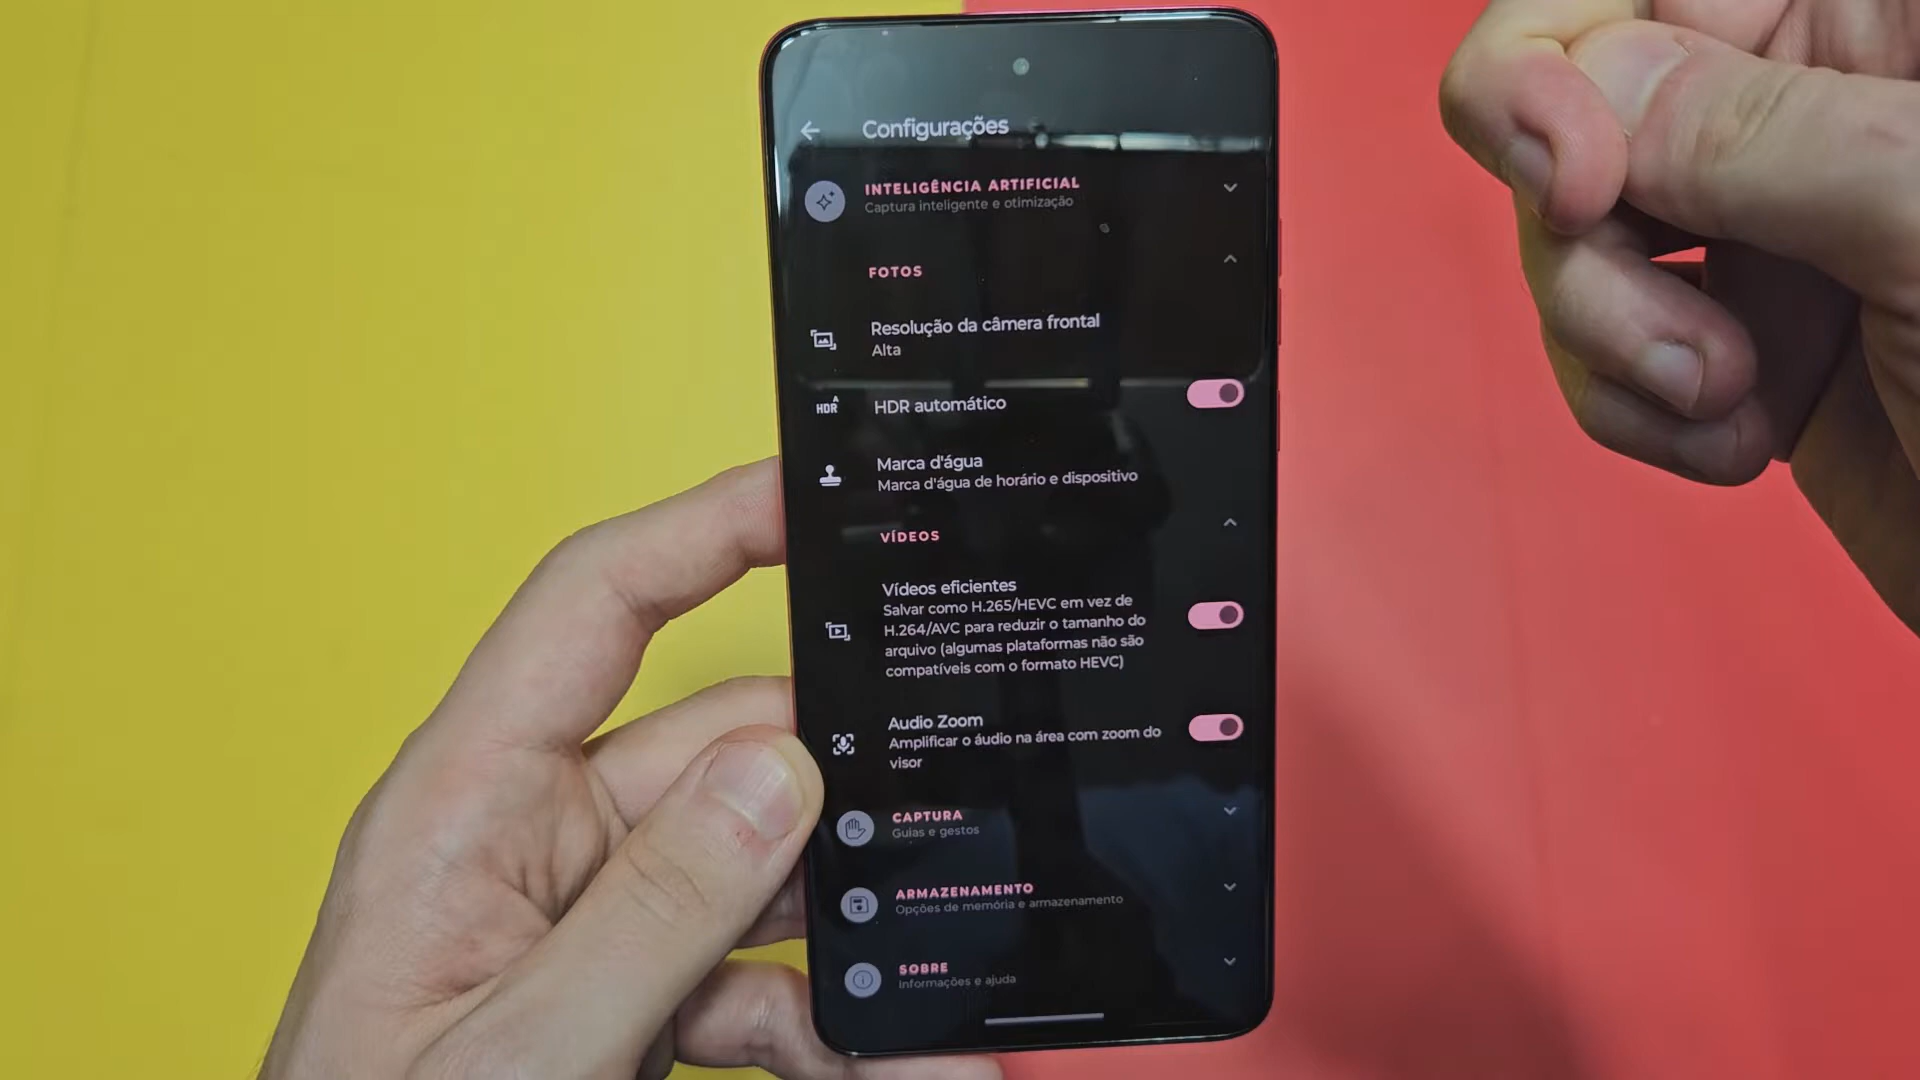 Configurações
INTELIGÊNCIA ARTIFICIAL
Captura inteligente e otimização
FOTOS
Resolução da câmera frontal
Alta
HDR
A
HDR automático
Marca d'água
Marca d'água de horário e dispositivo
VÍDEOS
Vídeos eficientes
Salvar como H.265/HEVC em vez de
H.264/AVC para reduzir o tamanho do
arquivo (algumas plataformas não são
compatíveis com o formato HEVC)
Audio Zoom
Amplificar o áudio na área com zoom do
visor
CAPTURA
Guias e gestos
ARMAZENAMENTO
Opções de memória e armazenamento
SOBRE
Informações e ajuda